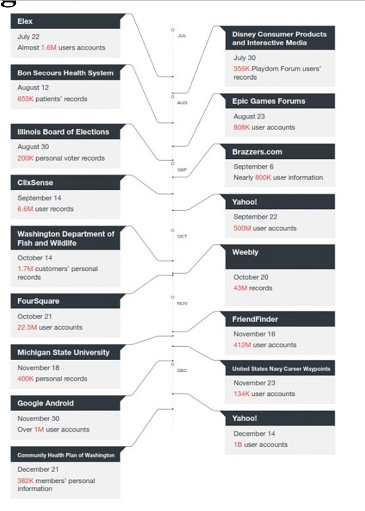 g
Elex
July 22
Almost 1.6M users accounts
Bon Secours Health System
August 12
655K patients' records
Illinois Board of Elections
August 30
200K personal voter records
ClixSense
September 14
6.6M user records
Washington Department of
Fish and Wildlife
October 14
1.7M customers' personal
records
FourSquare
October 21
22.5M user accounts
Michigan State University
November 18
400K personal records
Google Android
November 30
Over 1M user accounts
Community Health Plan of Washington
December 21
382K members' personal
information
JUL
AUG
SEP
OCT
NOV
DEC
Disney Consumer Products
and Interactive Media
July 30
356K Playdom Forum users'
records
Epic Games Forums
August 23
808K user accounts
Brazzers.com
September 6
Nearly 800K user information
Yahoo!
September 22
500M user accounts
Weebly
October 20
43M records
FriendFinder
November 16
412M user accounts
United States Navy Career Waypoints
November 23
134K user accounts
Yahoo!
December 14
1B user accounts